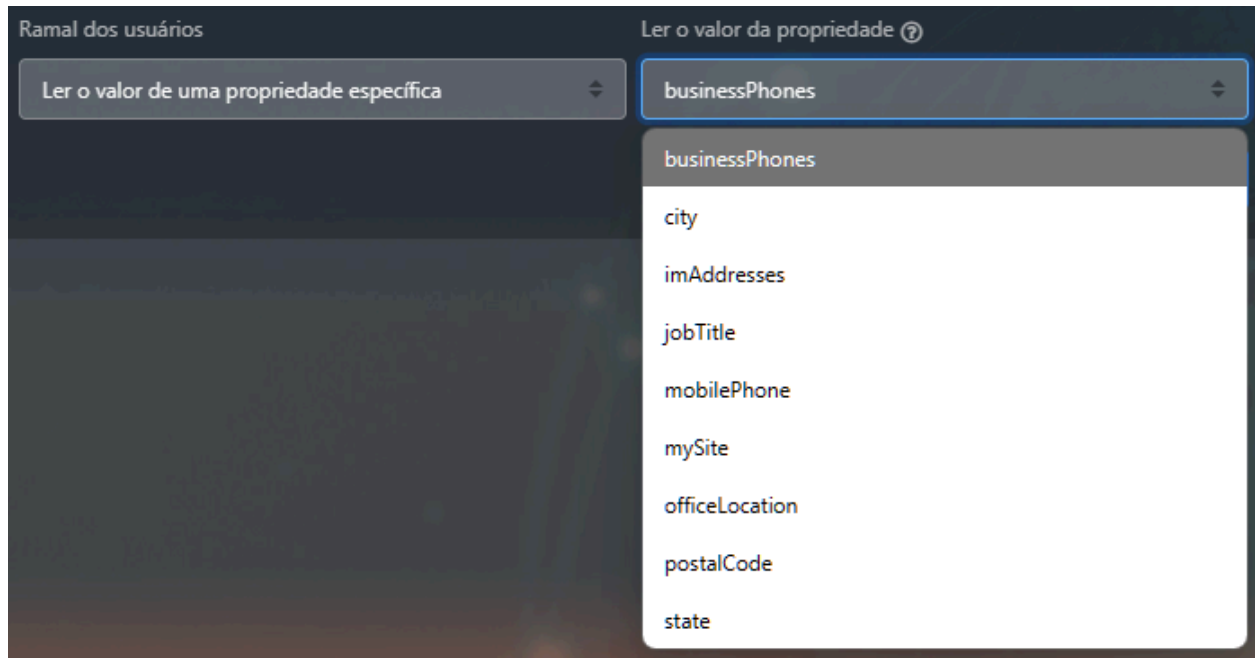 Ramal dos usuários
Ler o valor da propriedade ?
Ler o valor de uma propriedade específica
businessPhones
businessPhones
city
imAddresses
jobTitle
mobilePhone
mySite
officeLocation
postalCode
state